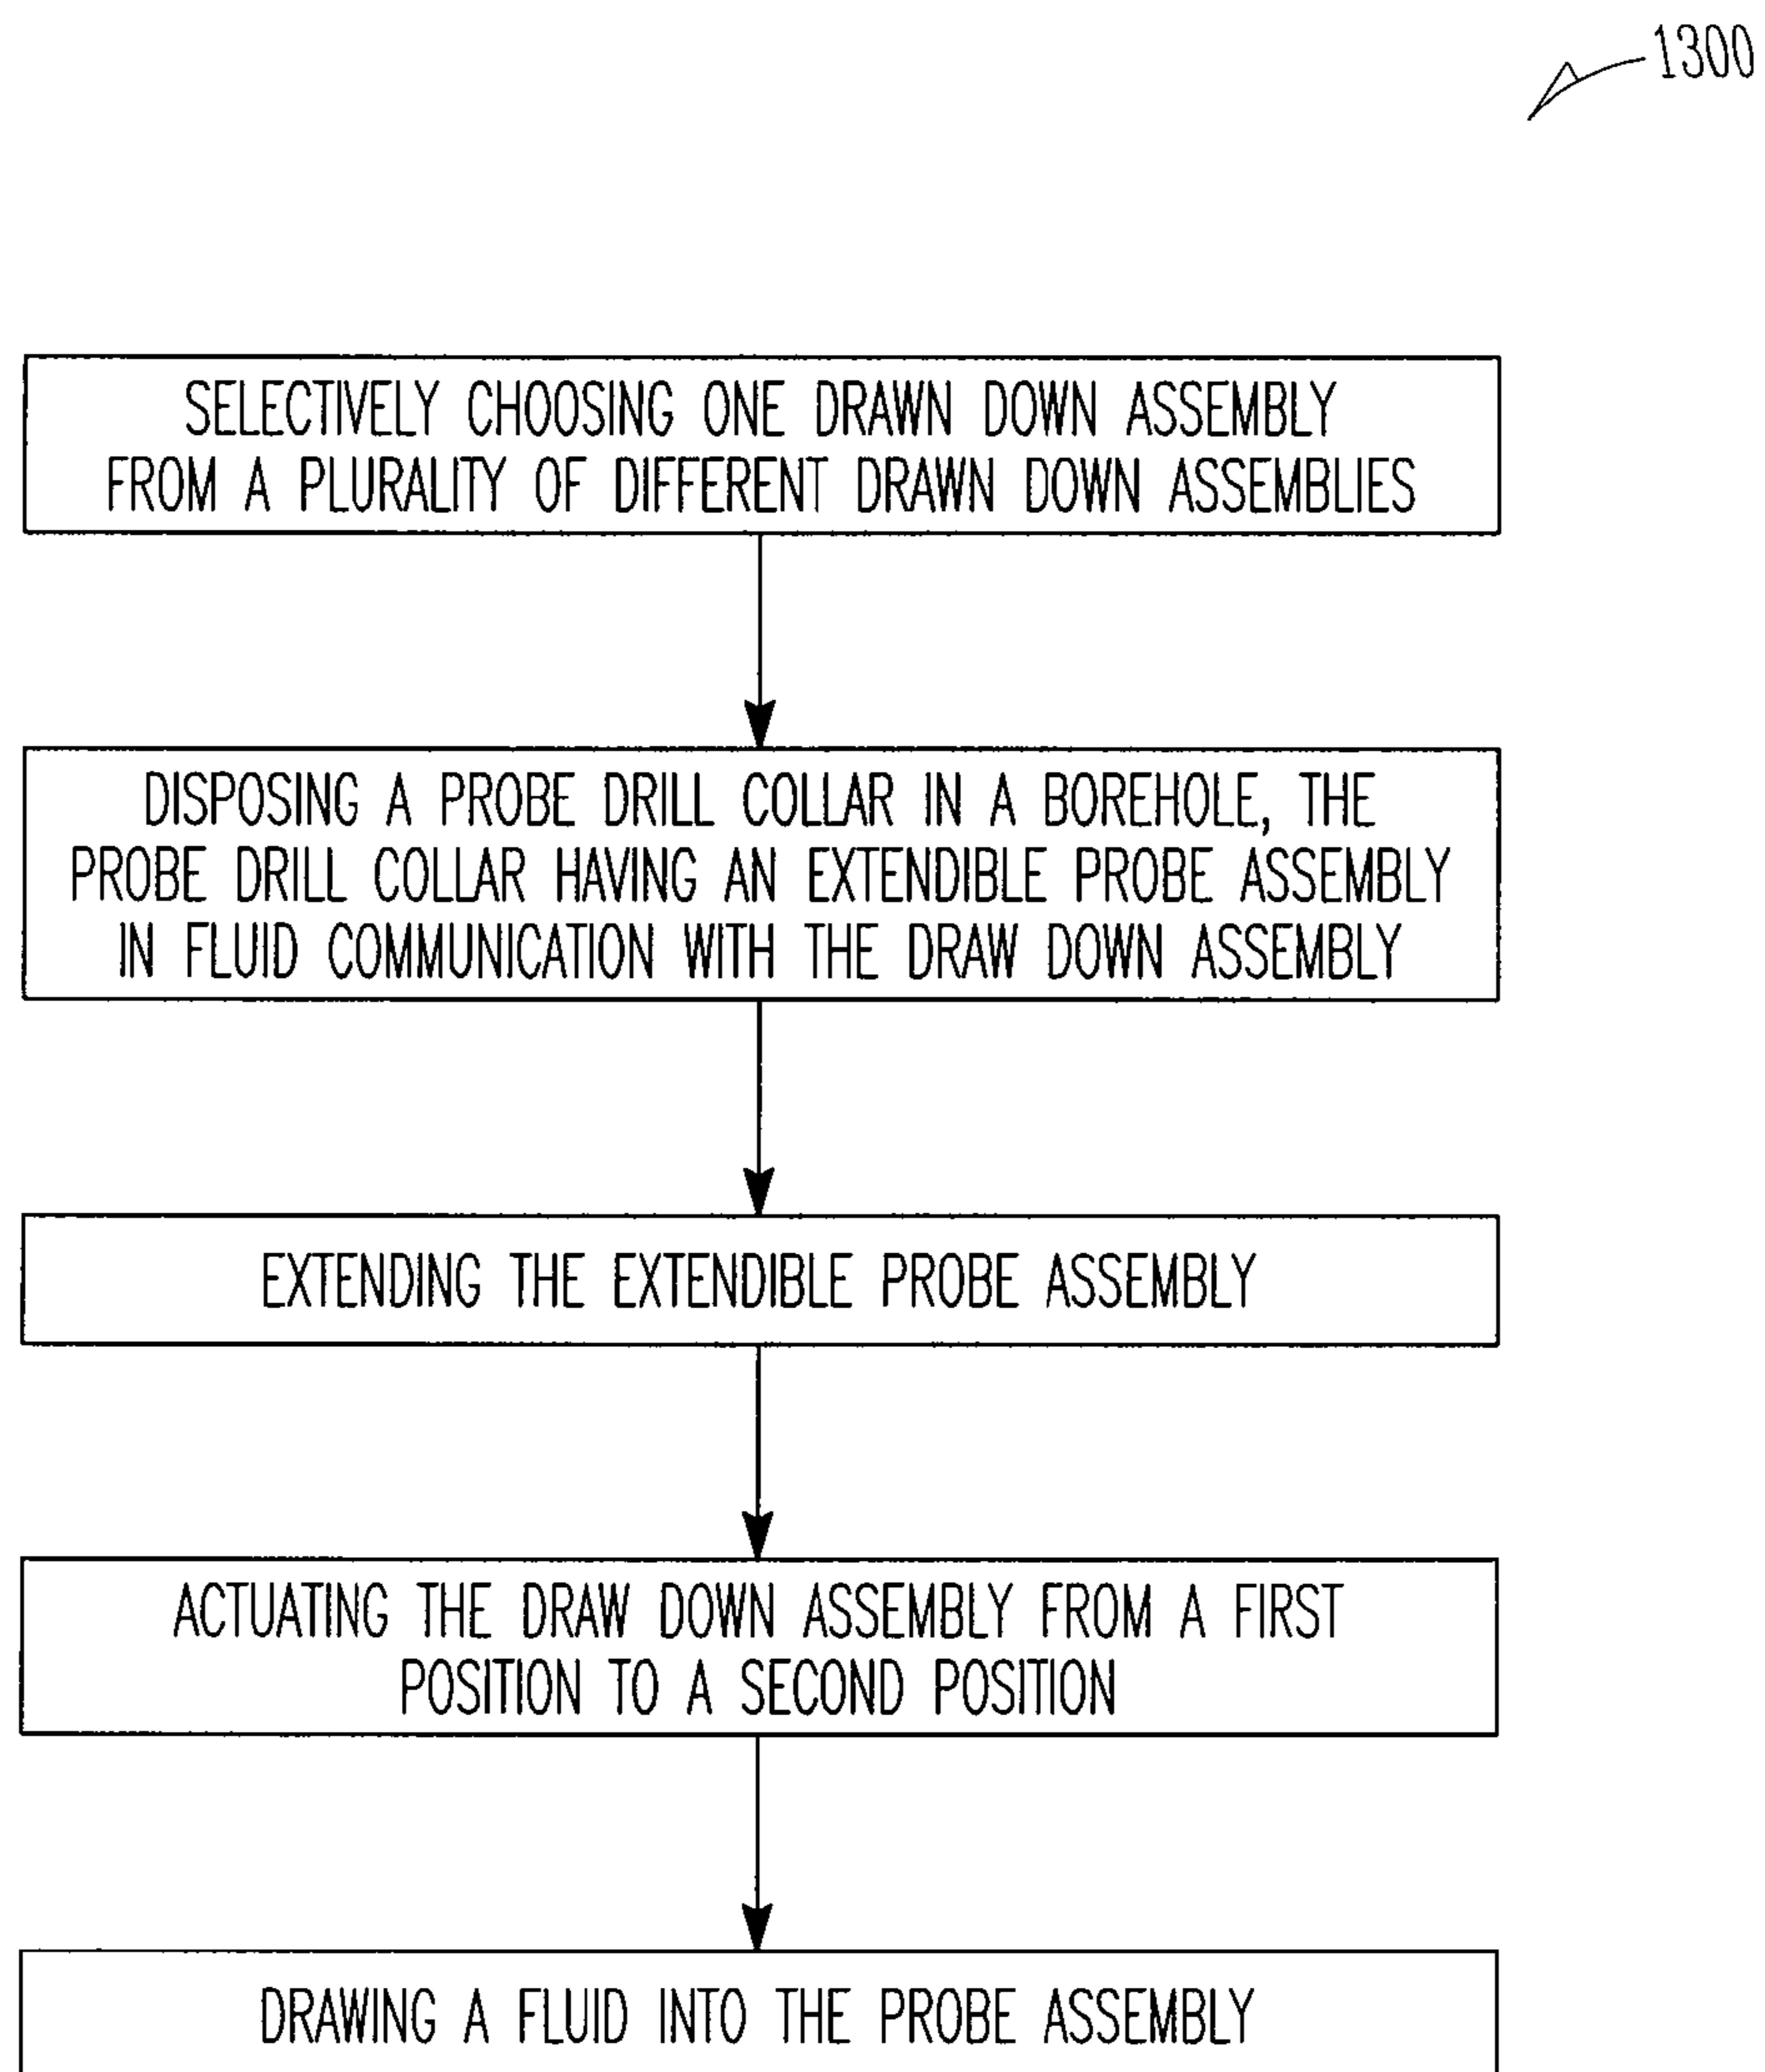 1300
SELECTIVELY CHOOSING ONE DRAWN DOWN ASSEMBLY
FROM A PLURALITY OF DIFFERENT DRAWN DOWN ASSEMBLIES
DISPOSING A PROBE DRILL COLLAR IN A BOREHOLE, THE
PROBE DRILL COLLAR HAVING AN EXTENDIBLE PROBE ASSEMBLY
IN FLUID COMMUNICATION WITH THE DRAW DOWN ASSEMBLY
EXTENDING THE EXTENDIBLE PROBE ASSEMBLY
ACTUATING THE DRAW DOWN ASSEMBLY FROM A FIRST
POSITION TO A SECOND POSITION
DRAWING A FLUID INTO THE PROBE ASSEMBLY